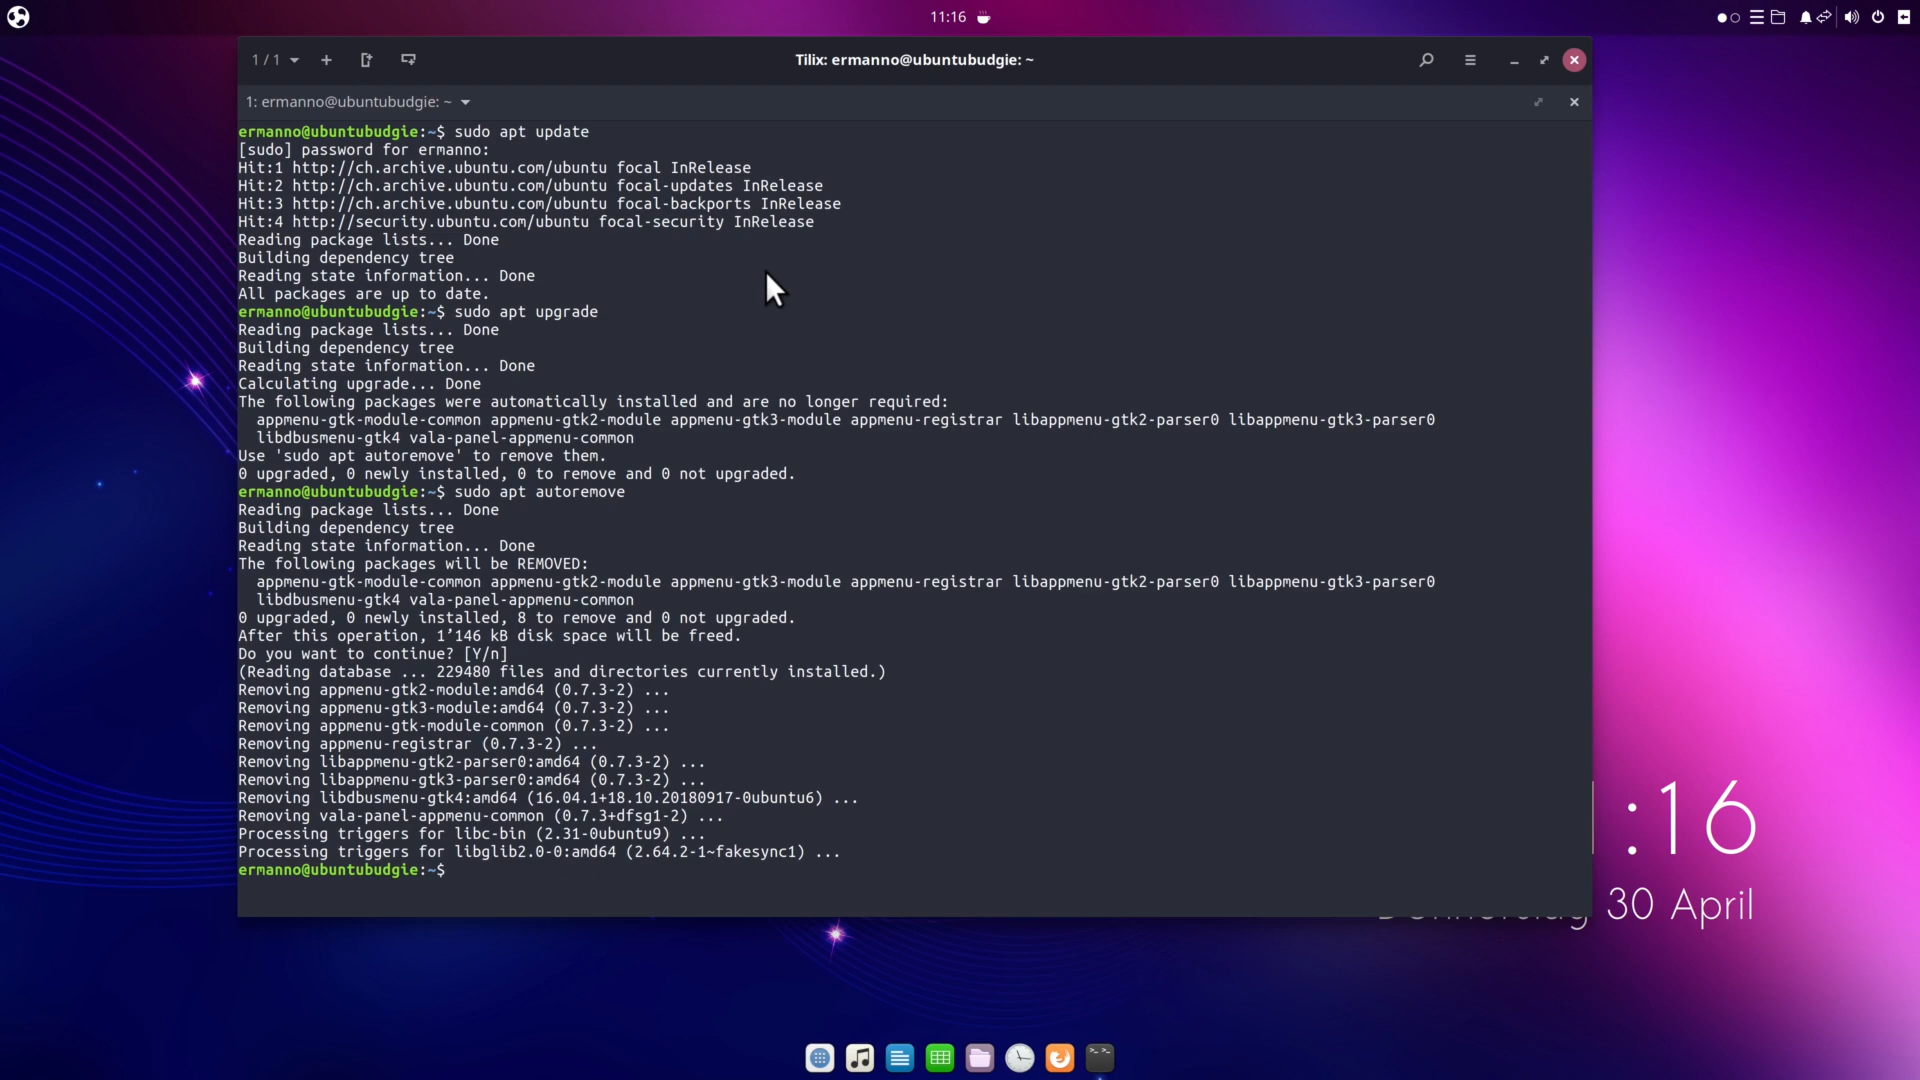 11:16
1 / 1
Tilix: ermanno@ubuntubudgie: ~
1: ermanno@ubuntubudgie: ~
ermanno@ubuntubudgie:~$ sudo apt update
[sudo] password for ermanno:
Hit:1 http://ch.archive.ubuntu.com/ubuntu focal InRelease
Hit:2 http://ch.archive.ubuntu.com/ubuntu focal-updates InRelease
Hit:3 http://ch.archive.ubuntu.com/ubuntu focal-backports InRelease
Hit:4 http://security.ubuntu.com/ubuntu focal-security InRelease
Reading package lists... Done
Building dependency tree
Reading state information... Done
All packages are up to date.
ermanno@ubuntubudgie:~$ sudo apt upgrade
Reading package lists... Done
Building dependency tree
Reading state information... Done
Calculating upgrade... Done
The following packages were automatically installed and are no longer required:
appmenu-gtk-module-common appmenu-gtk2-module appmenu-gtk3-module appmenu-registrar libappmenu-gtk2-parser0 libappmenu-gtk3-parser0
libdbusmenu-gtk4 vala-panel-appmenu-common
Use 'sudo apt autoremove' to remove them.
0 upgraded, 0 newly installed, 0 to remove and 0 not upgraded.
ermanno@ubuntubudgie:~$ sudo apt autoremove
Reading package lists... Done
Building dependency tree
Reading state information... Done
The following packages will be REMOVED:
appmenu-gtk-module-common appmenu-gtk2-module appmenu-gtk3-module appmenu-registrar libappmenu-gtk2-parser0 libappmenu-gtk3-parser0
libdbusmenu-gtk4 vala-panel-appmenu-common
0 upgraded, 0 newly installed, 8 to remove and 0 not upgraded.
After this operation, 1’146 kB disk space will be freed.
Do you want to continue? [Y/n]
(Reading database ... 229480 files and directories currently installed.)
Removing appmenu-gtk2-module:amd64 (0.7.3-2) ...
Removing appmenu-gtk3-module:amd64 (0.7.3-2) ...
Removing appmenu-gtk-module-common (0.7.3-2) ...
Removing appmenu-registrar (0.7.3-2) ...
Removing libappmenu-gtk2-parser0:amd64 (0.7.3-2) ...
Removing libappmenu-gtk3-parser0:amd64 (0.7.3-2) ...
Removing libdbusmenu-gtk4:amd64 (16.04.1+18.10.20180917-0ubuntu6) ...
Removing vala-panel-appmenu-common (0.7.3+dfsg1-2) ...
Processing triggers for libc-bin (2.31-0ubuntu9) ...
Processing triggers for libglib2.0-0:amd64 (2.64.2-1~fakesync1) ...
ermanno@ubuntubudgie:~$
:16
30 April